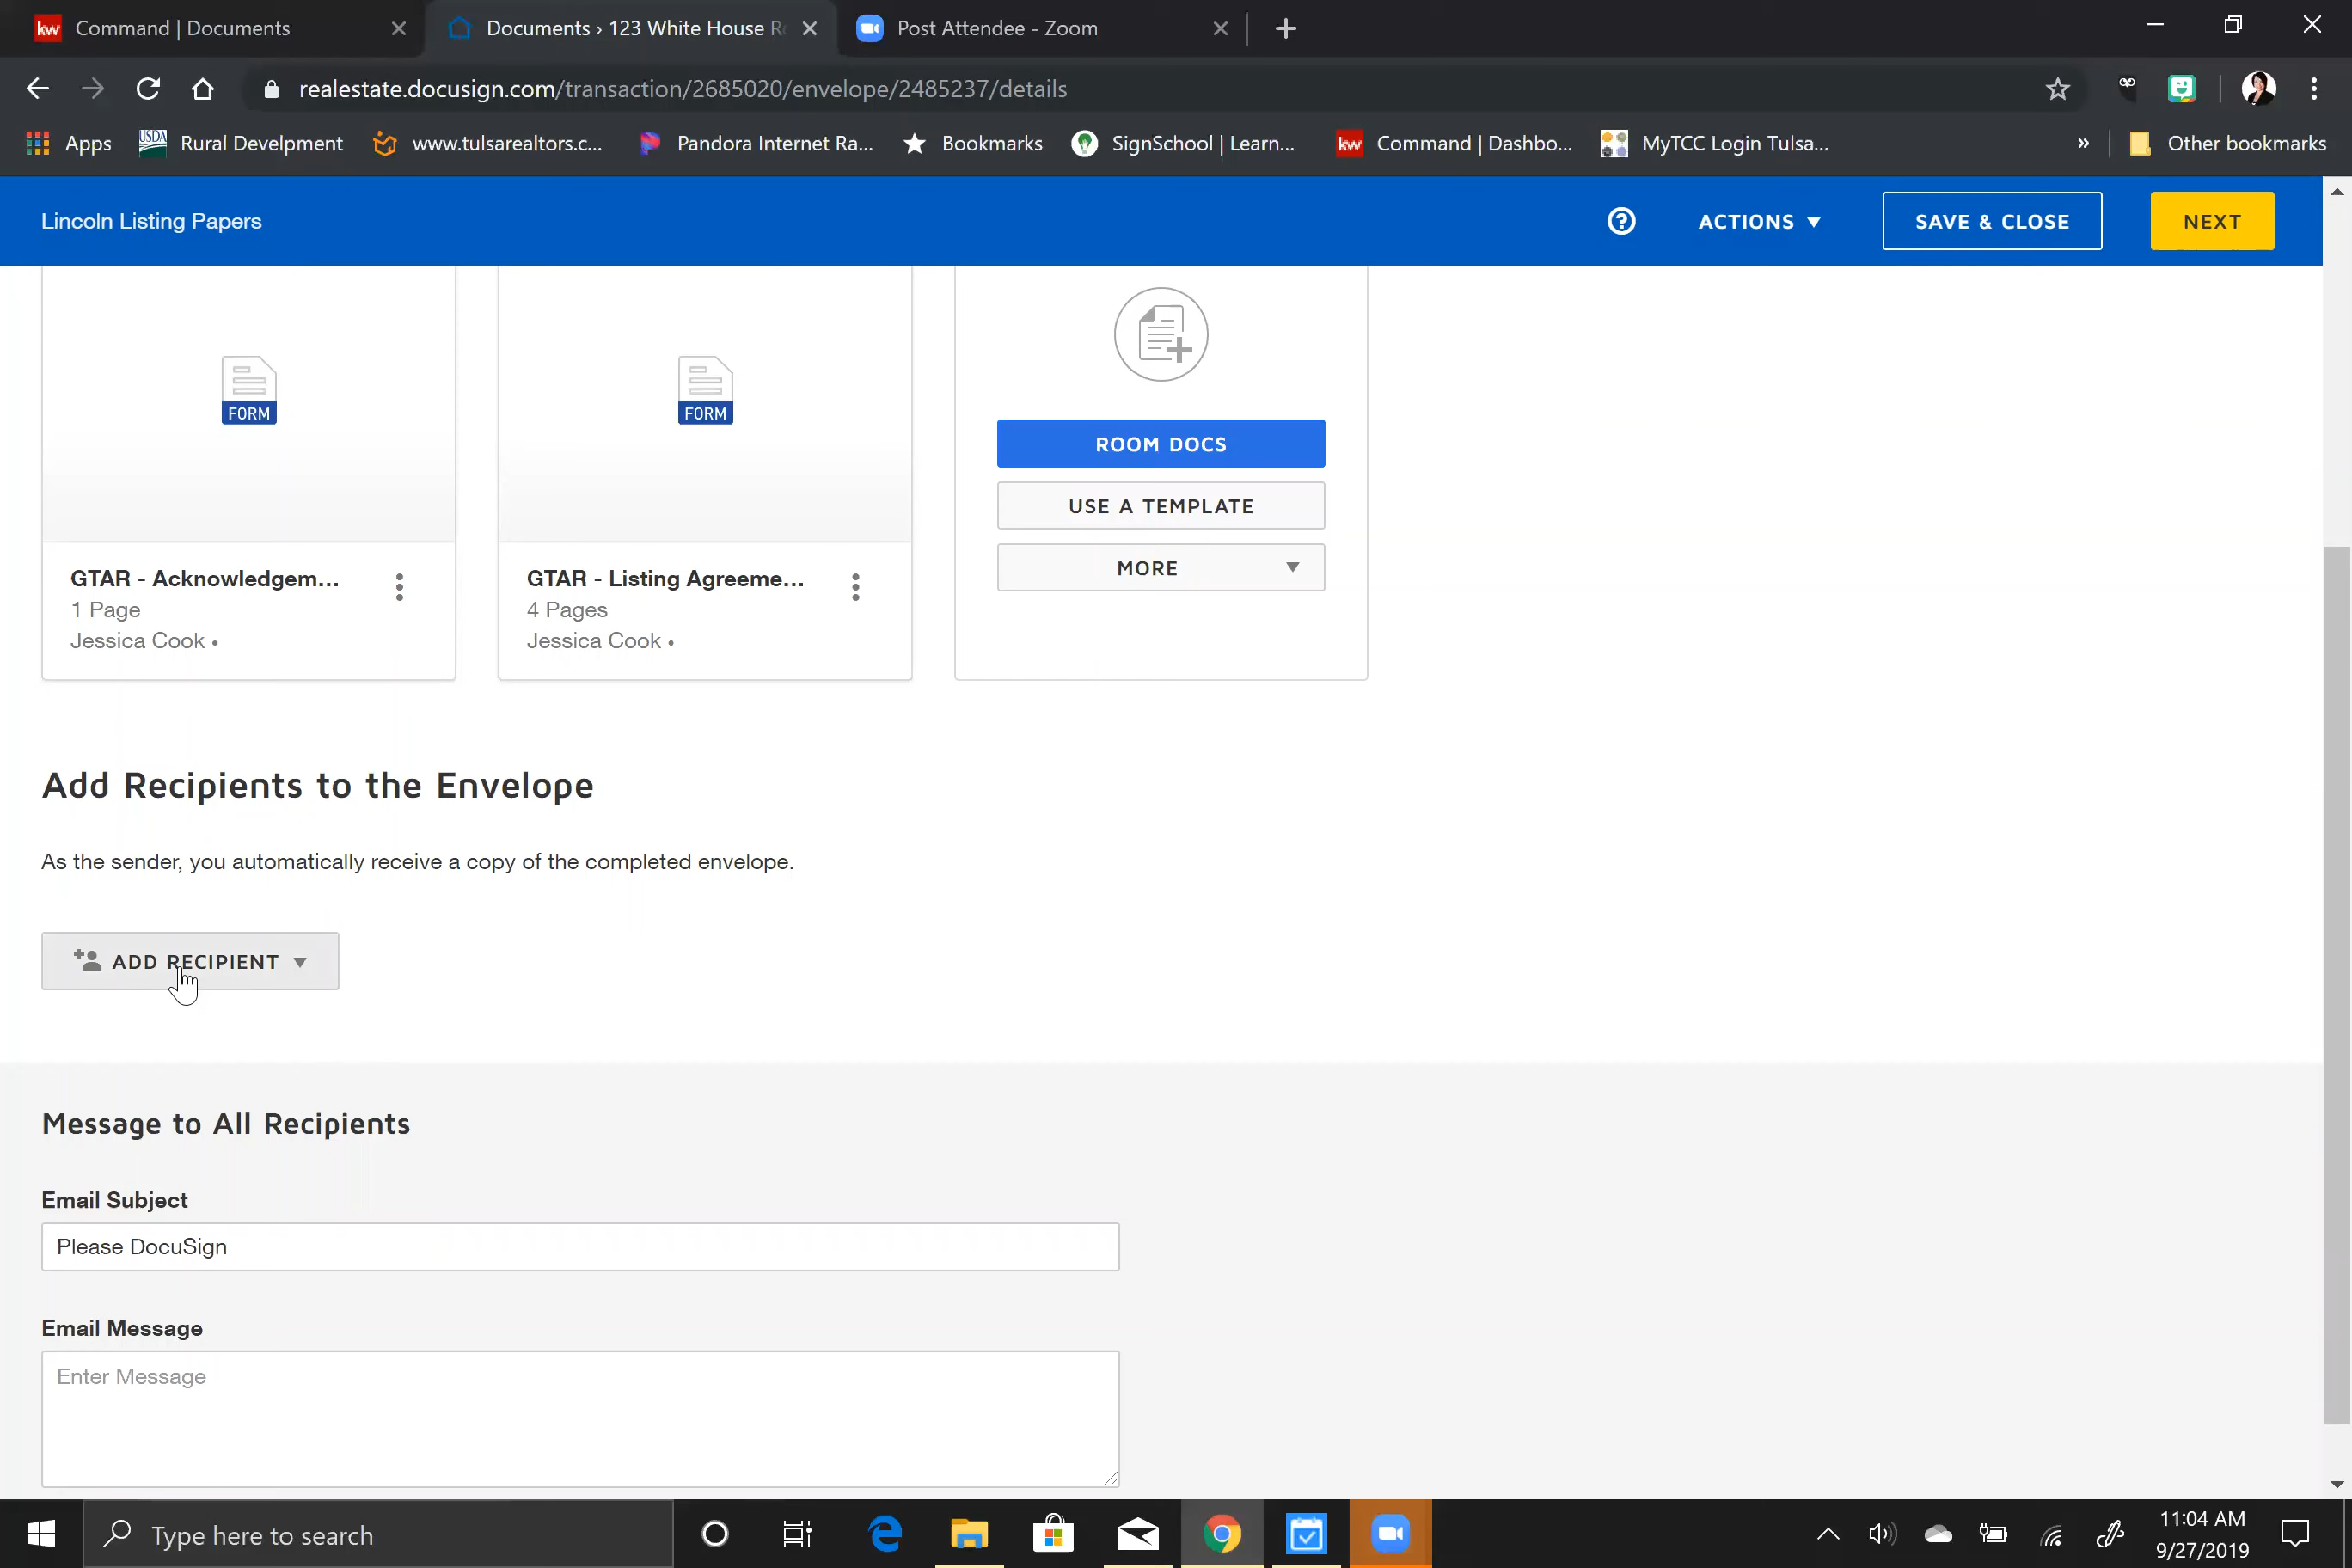 kw Command | Documents
Documents › 123 White House R
Post Attendee - Zoom
realestate.docusign.com/transaction/2685020/envelope/2485237/details
Apps
USDA Rural Develpment
www.tulsarealtors.c...
Pandora Internet Ra...
Bookmarks
SignSchool | Learn...
kw Command | Dashbo...
MyTCC Login Tulsa...
»
Other bookmarks
Lincoln Listing Papers
ACTIONS
SAVE & CLOSE
NEXT
FORM
FORM
ROOM DOCS
USE A TEMPLATE
MORE
GTAR - Acknowledgem...
1 Page
Jessica Cook •
GTAR - Listing Agreeme...
4 Pages
Jessica Cook •
Add Recipients to the Envelope
As the sender, you automatically receive a copy of the completed envelope.
ADD RECIPIENT
Message to All Recipients
Email Subject
Please DocuSign
Email Message
Enter Message
Type here to search
11:04 AM
9/27/2019